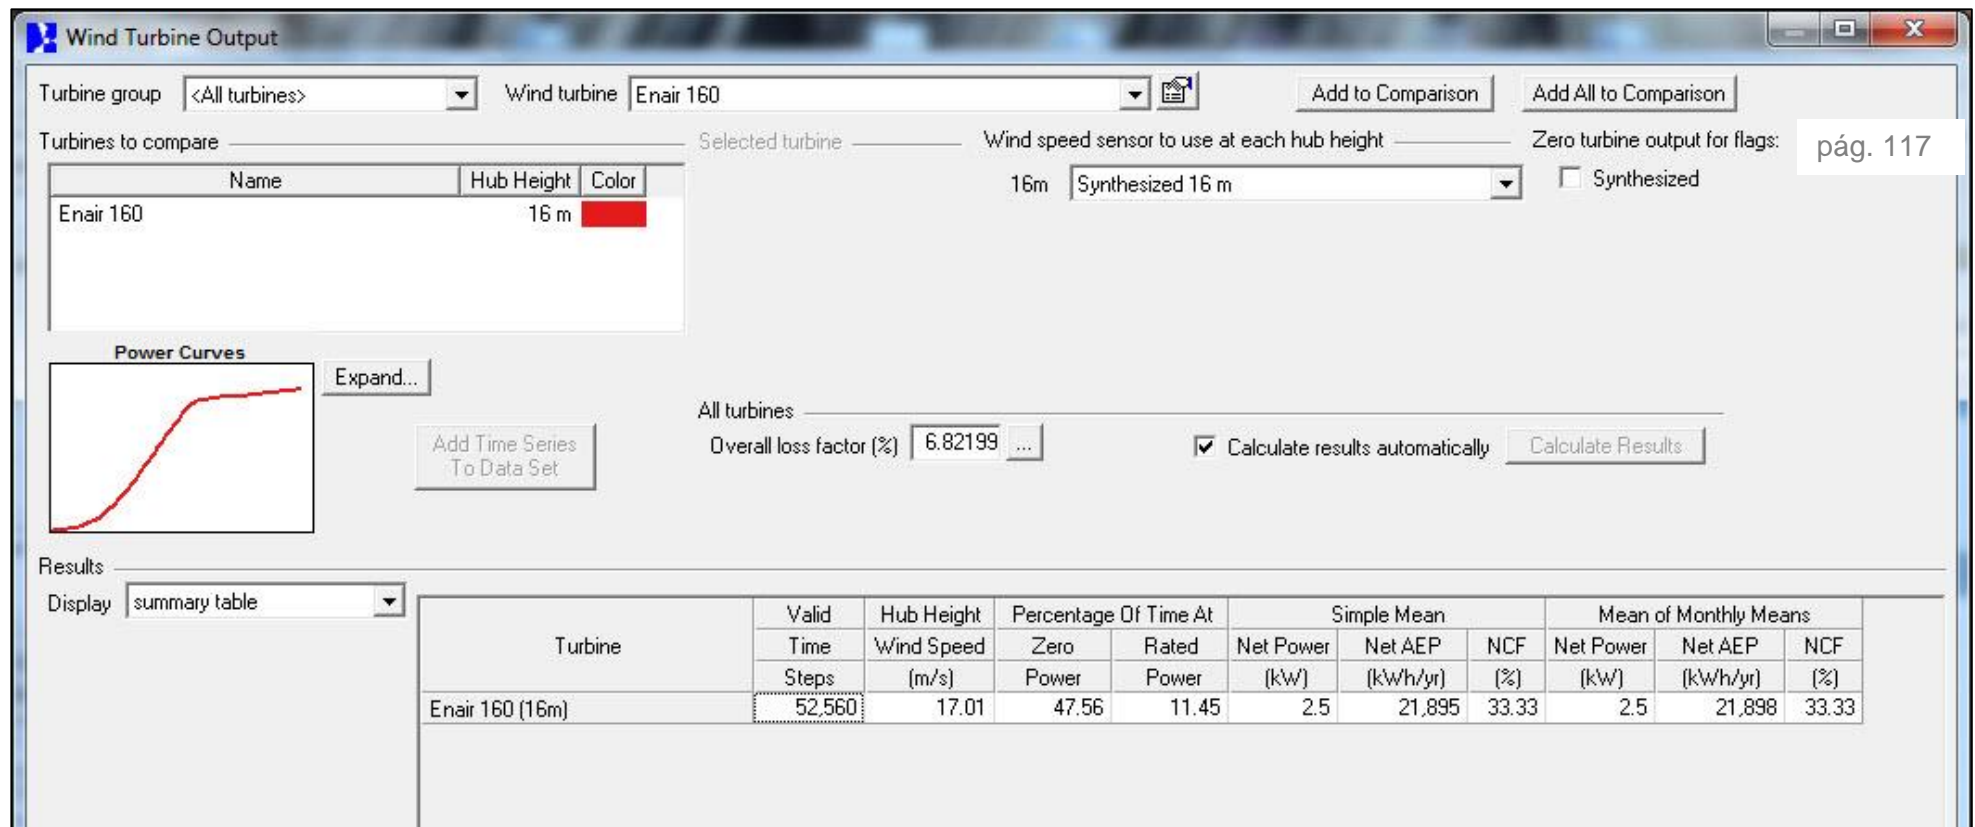 Wind Turbine Output
Turbine group <All turbines> Wind turbine Enair 160 Add to Comparison Add All to Comparison
Turbines to compare Selected turbine Wind speed sensor to use at each hub height Zero turbine output for flags: pág. 117
Name Hub Height Color 16m Synthesized 16 m Synthesized
Enair 160 16 m
Power Curves
Expand...
All turbines
Add Time Series Overall loss factor (%) 6.82199 ... Calculate results automatically Calculate Results
To Data Set
Results
Display summary table
Valid Hub Height Percentage Of Time At Simple Mean Mean of Monthly Means
Turbine Time Wind Speed Zero Rated Net Power Net AEP NCF Net Power Net AEP NCF
Steps (m/s) Power Power (kW) (kWh/yr) (%) (kW) (kWh/yr) (%)
Enair 160 (16m) 52,560 17.01 47.56 11.45 2.5 21,895 33.33 2.5 21,898 33.33